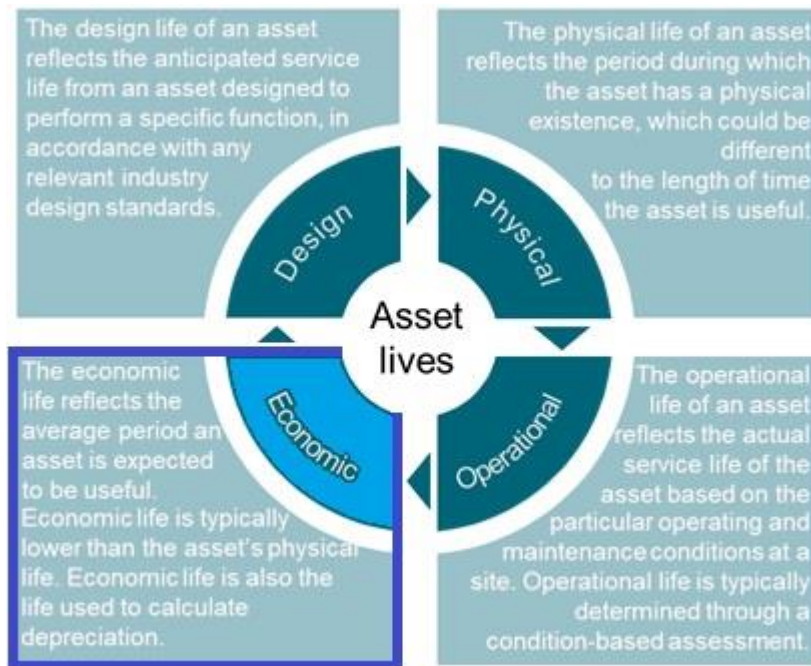 The design life of an asset
reflects the anticipated service
life from an asset designed to
perform a specific function, in
accordance with any
relevant industry
design standards.
The physical life of an asset
reflects the period during which
the asset has a physical
existence, which could be
different
to the length of time
the asset is useful.
Design
Physical
Asset
lives
Economic
Operational
The economic
life reflects the
average period an
asset is expected
to be useful.
Economic life is typically
lower than the asset's physical
life. Economic life is also the
life used to calculate
depreciation.
The operational
life of an asset
reflects the actual
service life of the
asset based on the
particular operating and
maintenance conditions at a
site. Operational life is typically
determined through a
condition-based assessment.